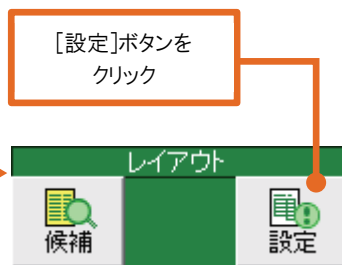 ［設定］ボタンを
クリック
レイアウト
候補
設定